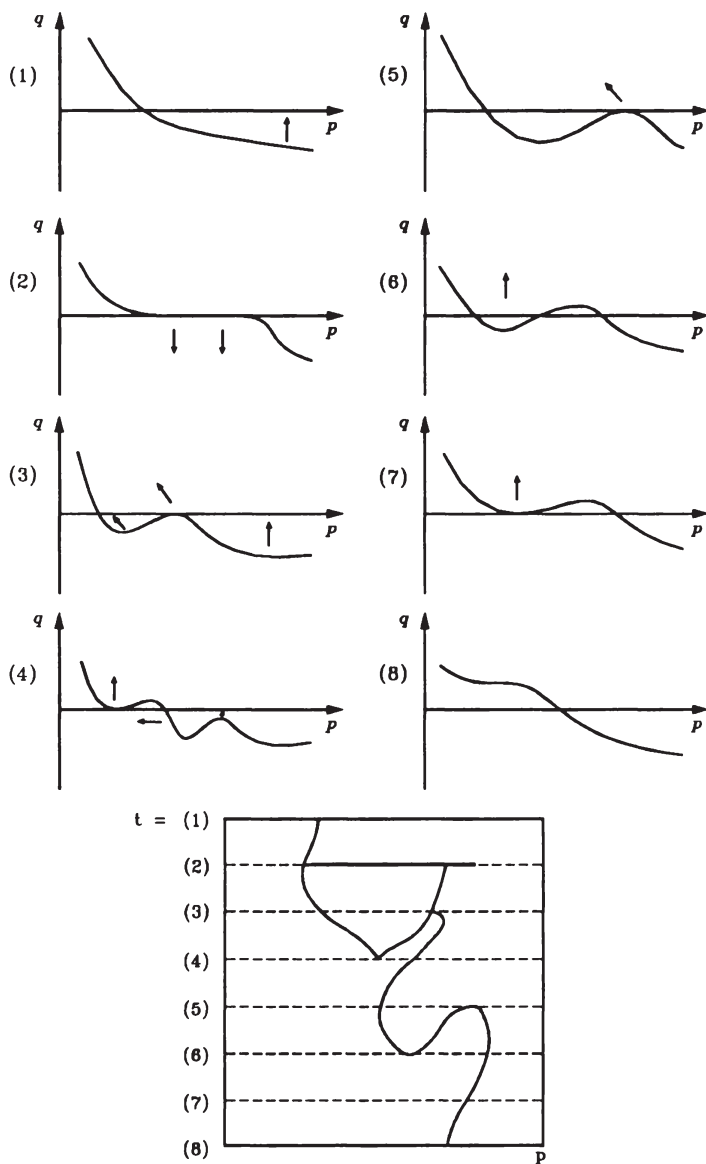 q
(1)
p
q
(2)
p
q
(3)
p
q
(4)
p
q
(5)
p
q
(6)
p
q
(7)
p
q
(8)
p
t = (1)
(2)
(3)
(4)
(5)
(6)
(7)
(8)
p